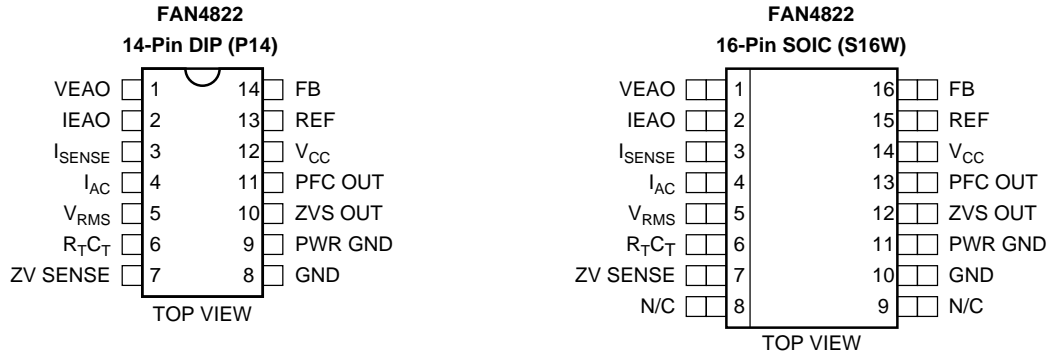 FAN4822
14-Pin DIP (P14)
VEAO 1 14 FB
IEAO 2 13 REF
ISENSE 3 12 VCC
IAC 4 11 PFC OUT
VRMS 5 10 ZVS OUT
RTCT 6 9 PWR GND
ZV SENSE 7 8 GND
TOP VIEW
FAN4822
16-Pin SOIC (S16W)
VEAO 1 16 FB
IEAO 2 15 REF
ISENSE 3 14 VCC
IAC 4 13 PFC OUT
VRMS 5 12 ZVS OUT
RTCT 6 11 PWR GND
ZV SENSE 7 10 GND
N/C 8 9 N/C
TOP VIEW